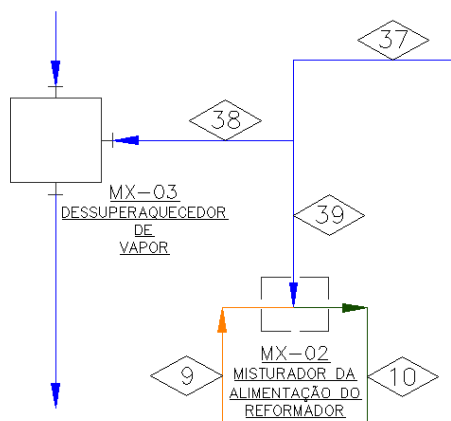 37
38
MX-03
DESSUPERAQUECEDOR
DE
VAPOR
39
MX-02
MISTURADOR DA
ALIMENTAÇÃO DO
REFORMADOR
9
10